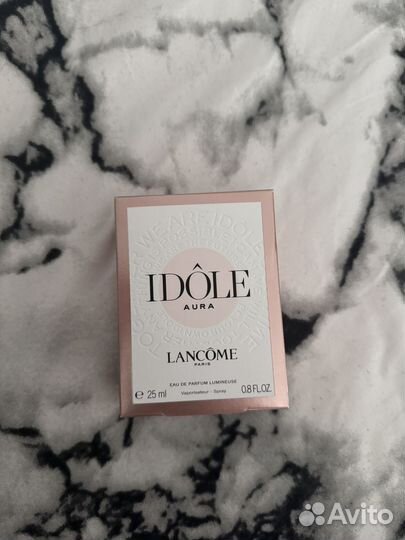 IDÔLE
AURA
LANCÔME
PARIS
EAU DE PARFUM LUMINEUSE
℮ 25 ml Vaporisateur - Spray 0.8 FL.OZ.
Avito